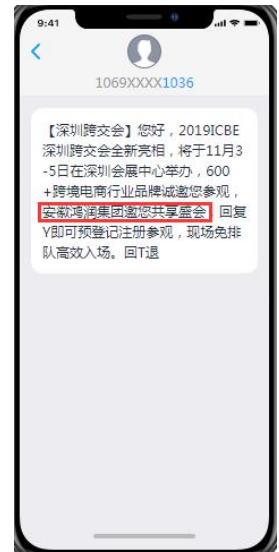 9:41
1069XXXX1036
【深圳跨交会】您好，2019ICBE
深圳跨交会全新亮相，将于11月3
-5日在深圳会展中心举办，600
+跨境电商行业品牌诚邀您参观，
安徽鸿润集团邀您共享盛会，回复
Y即可预登记注册参观，现场免排
队高效入场。回T退